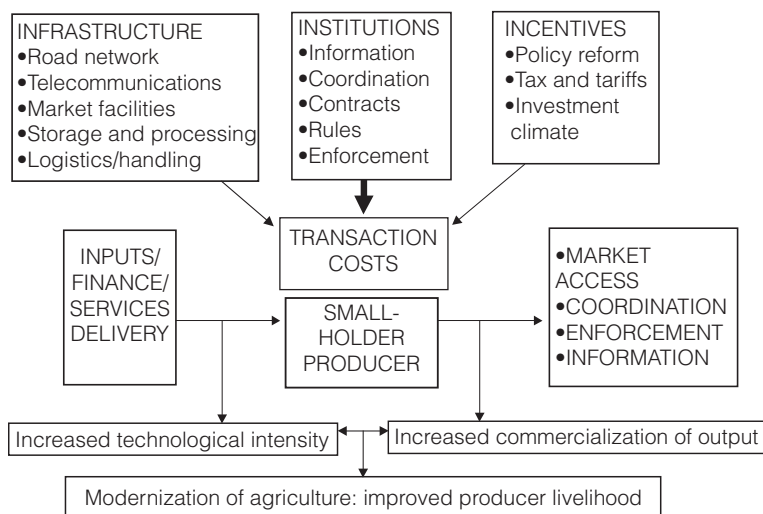 INFRASTRUCTURE
•Road network
•Telecommunications
•Market facilities
•Storage and processing
•Logistics/handling
INSTITUTIONS
•Information
•Coordination
•Contracts
•Rules
•Enforcement
INCENTIVES
•Policy reform
•Tax and tariffs
•Investment
climate
TRANSACTION
COSTS
INPUTS/
FINANCE/
SERVICES
DELIVERY
SMALL-
HOLDER
PRODUCER
•MARKET
ACCESS
•COORDINATION
•ENFORCEMENT
•INFORMATION
Increased technological intensity
Increased commercialization of output
Modernization of agriculture: improved producer livelihood